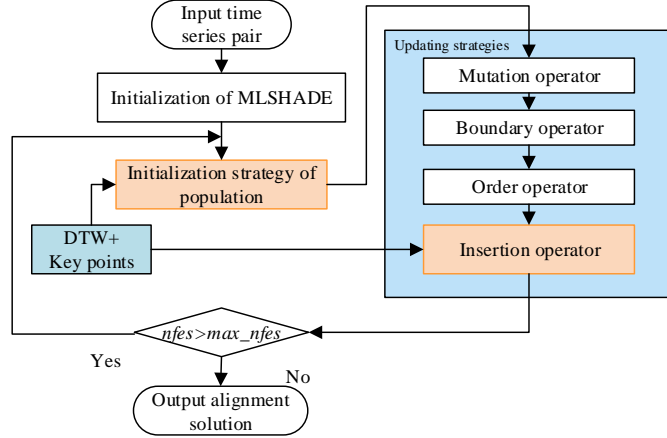 Input time
series pair
Initialization of MLSHADE
Initialization strategy of
population
DTW+
Key points
Updating strategies
Mutation operator
Boundary operator
Order operator
Insertion operator
nfes>max_nfes
Yes
No
Output alignment
solution